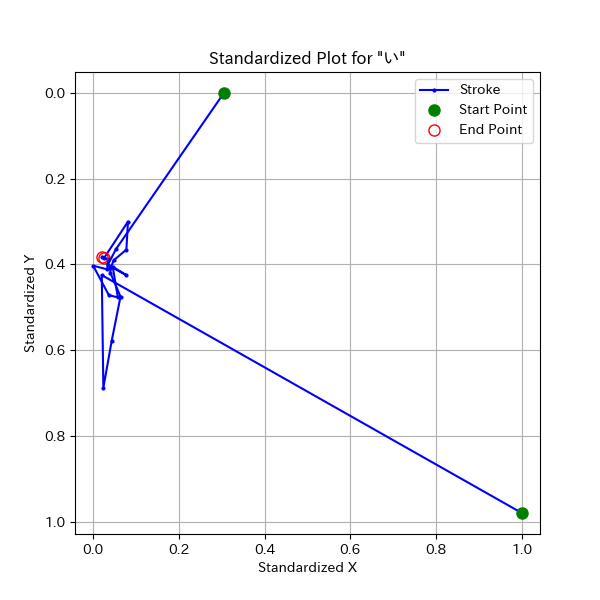 Standardized Plot for "い"
Stroke
Start Point
End Point
0.0
0.2
0.4
0.6
0.8
1.0
Standardized Y
0.0 0.2 0.4 0.6 0.8 1.0
Standardized X